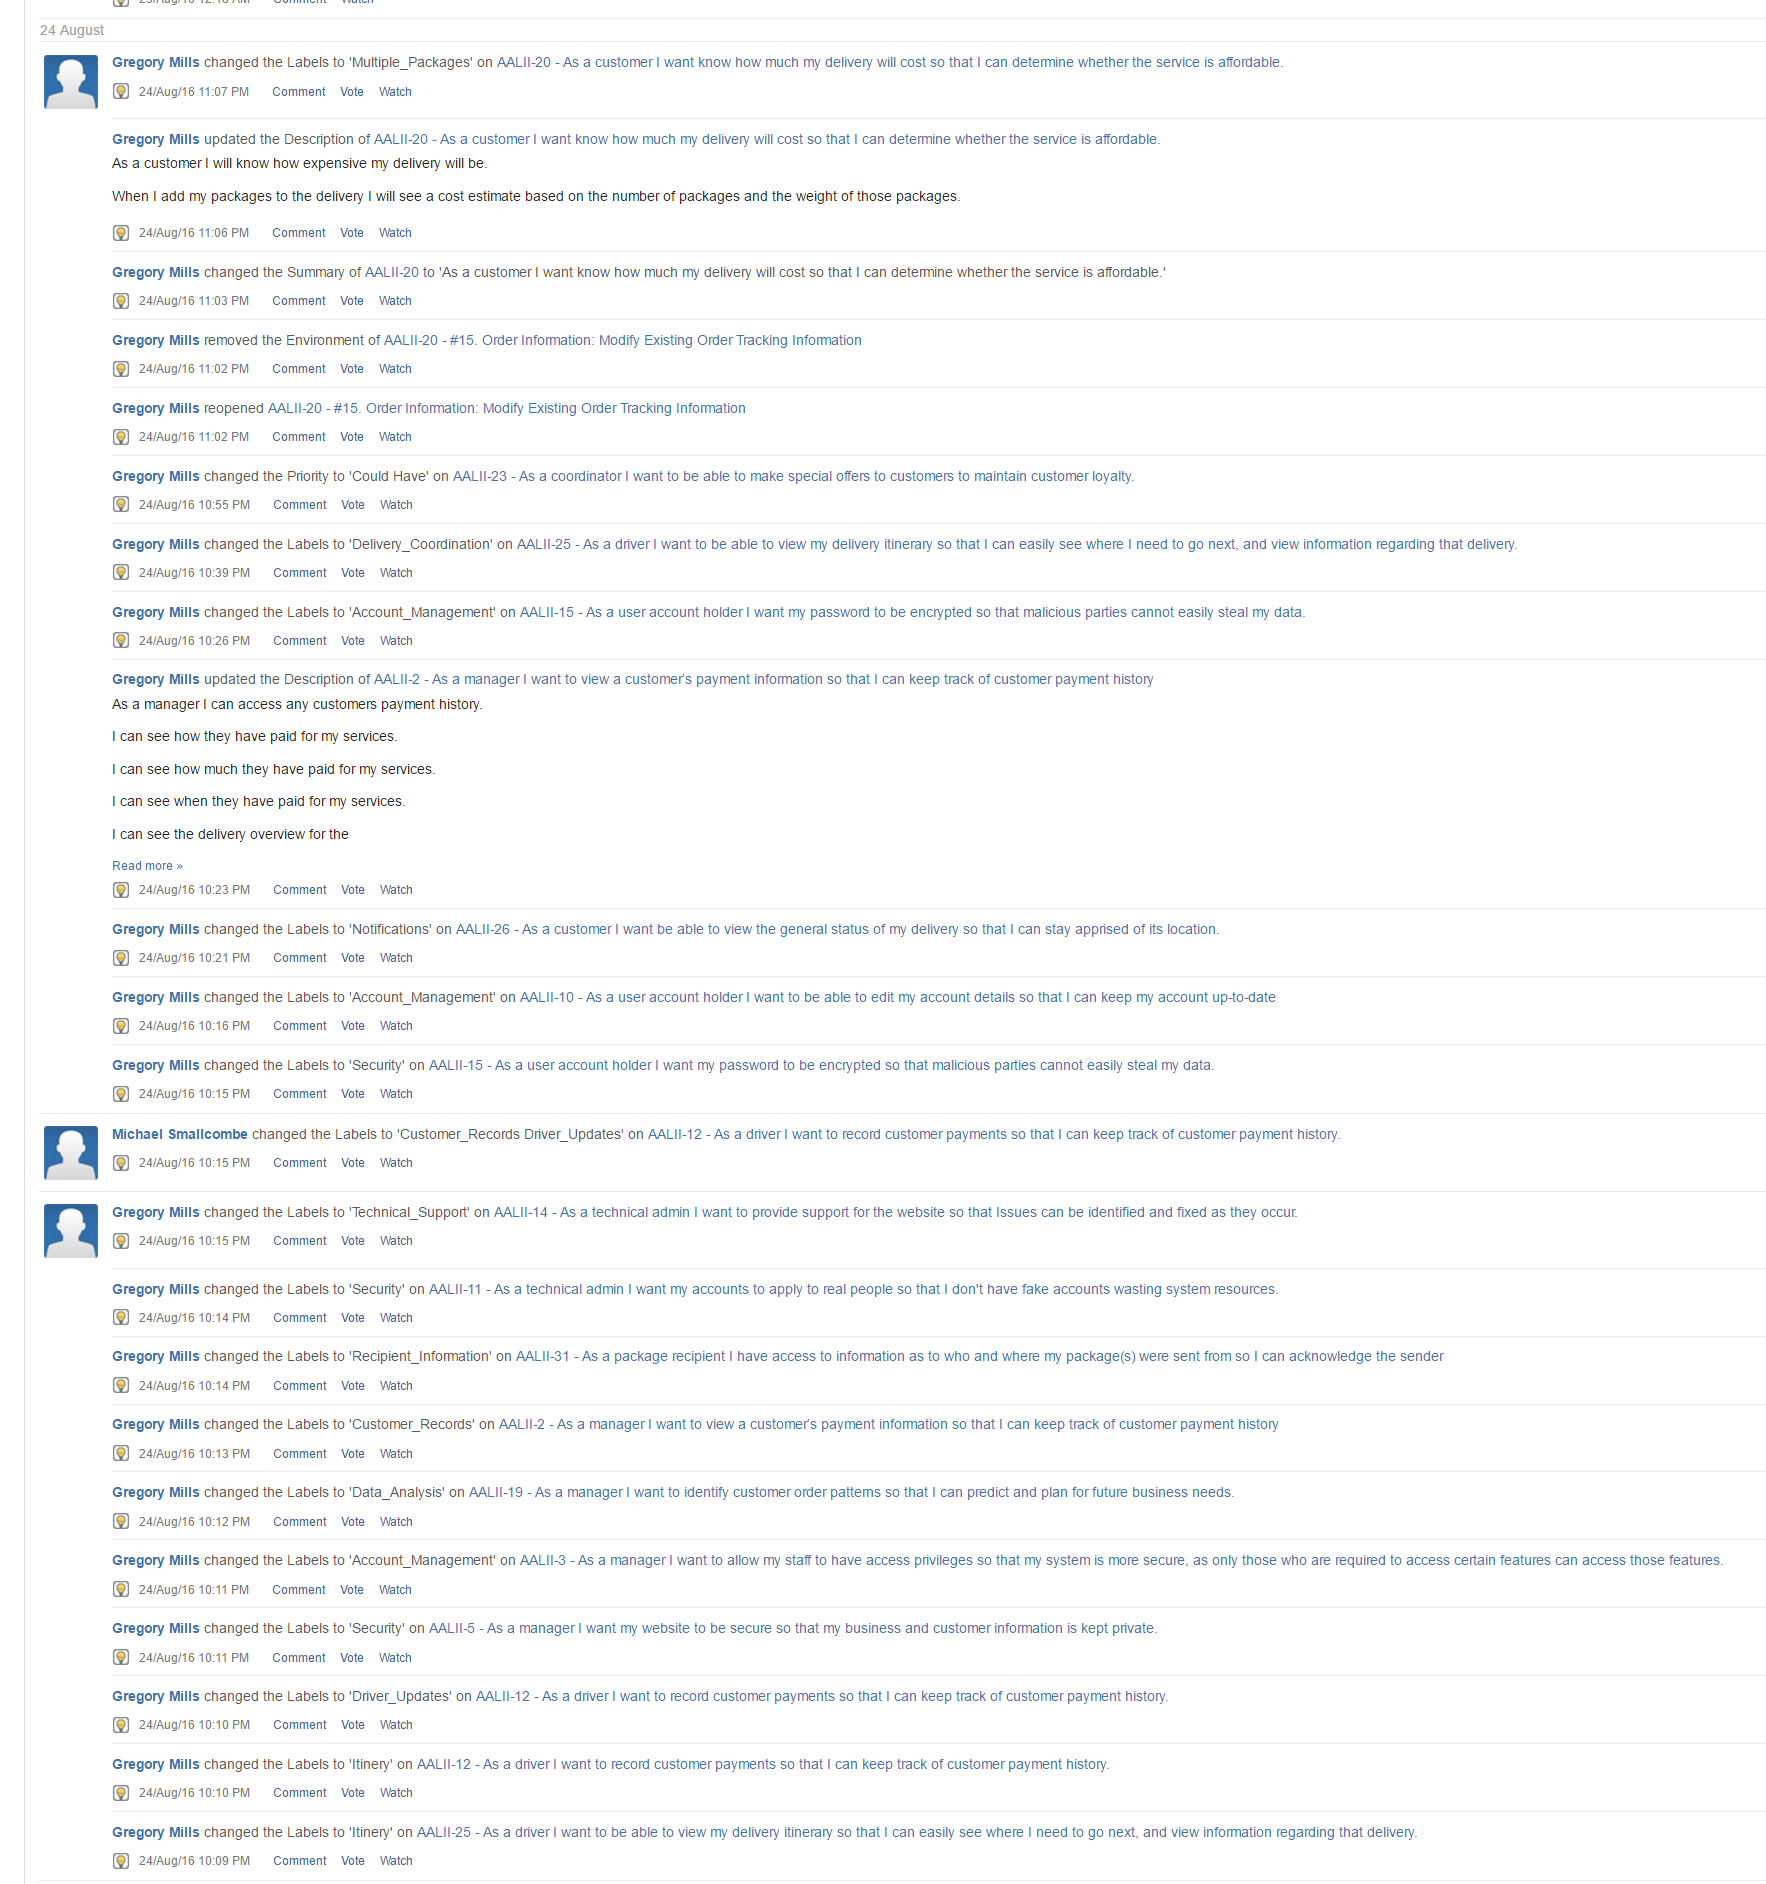 25/Aug/16 12:18 AM Comment Watch
24 August
Gregory Mills changed the Labels to 'Multiple_Packages' on AALII-20 - As a customer I want know how much my delivery will cost so that I can determine whether the service is affordable.
24/Aug/16 11:07 PM Comment Vote Watch
Gregory Mills updated the Description of AALII-20 - As a customer I want know how much my delivery will cost so that I can determine whether the service is affordable.
As a customer I will know how expensive my delivery will be.
When I add my packages to the delivery I will see a cost estimate based on the number of packages and the weight of those packages.
24/Aug/16 11:06 PM Comment Vote Watch
Gregory Mills changed the Summary of AALII-20 to 'As a customer I want know how much my delivery will cost so that I can determine whether the service is affordable.'
24/Aug/16 11:03 PM Comment Vote Watch
Gregory Mills removed the Environment of AALII-20 - #15. Order Information: Modify Existing Order Tracking Information
24/Aug/16 11:02 PM Comment Vote Watch
Gregory Mills reopened AALII-20 - #15. Order Information: Modify Existing Order Tracking Information
24/Aug/16 11:02 PM Comment Vote Watch
Gregory Mills changed the Priority to 'Could Have' on AALII-23 - As a coordinator I want to be able to make special offers to customers to maintain customer loyalty.
24/Aug/16 10:55 PM Comment Vote Watch
Gregory Mills changed the Labels to 'Delivery_Coordination' on AALII-25 - As a driver I want to be able to view my delivery itinerary so that I can easily see where I need to go next, and view information regarding that delivery.
24/Aug/16 10:39 PM Comment Vote Watch
Gregory Mills changed the Labels to 'Account_Management' on AALII-15 - As a user account holder I want my password to be encrypted so that malicious parties cannot easily steal my data.
24/Aug/16 10:26 PM Comment Vote Watch
Gregory Mills updated the Description of AALII-2 - As a manager I want to view a customer's payment information so that I can keep track of customer payment history
As a manager I can access any customers payment history.
I can see how they have paid for my services.
I can see how much they have paid for my services.
I can see when they have paid for my services.
I can see the delivery overview for the
Read more »
24/Aug/16 10:23 PM Comment Vote Watch
Gregory Mills changed the Labels to 'Notifications' on AALII-26 - As a customer I want be able to view the general status of my delivery so that I can stay apprised of its location.
24/Aug/16 10:21 PM Comment Vote Watch
Gregory Mills changed the Labels to 'Account_Management' on AALII-10 - As a user account holder I want to be able to edit my account details so that I can keep my account up-to-date
24/Aug/16 10:16 PM Comment Vote Watch
Gregory Mills changed the Labels to 'Security' on AALII-15 - As a user account holder I want my password to be encrypted so that malicious parties cannot easily steal my data.
24/Aug/16 10:15 PM Comment Vote Watch
Michael Smallcombe changed the Labels to 'Customer_Records Driver_Updates' on AALII-12 - As a driver I want to record customer payments so that I can keep track of customer payment history.
24/Aug/16 10:15 PM Comment Vote Watch
Gregory Mills changed the Labels to 'Technical_Support' on AALII-14 - As a technical admin I want to provide support for the website so that Issues can be identified and fixed as they occur.
24/Aug/16 10:15 PM Comment Vote Watch
Gregory Mills changed the Labels to 'Security' on AALII-11 - As a technical admin I want my accounts to apply to real people so that I don't have fake accounts wasting system resources.
24/Aug/16 10:14 PM Comment Vote Watch
Gregory Mills changed the Labels to 'Recipient_Information' on AALII-31 - As a package recipient I have access to information as to who and where my package(s) were sent from so I can acknowledge the sender
24/Aug/16 10:14 PM Comment Vote Watch
Gregory Mills changed the Labels to 'Customer_Records' on AALII-2 - As a manager I want to view a customer's payment information so that I can keep track of customer payment history
24/Aug/16 10:13 PM Comment Vote Watch
Gregory Mills changed the Labels to 'Data_Analysis' on AALII-19 - As a manager I want to identify customer order patterns so that I can predict and plan for future business needs.
24/Aug/16 10:12 PM Comment Vote Watch
Gregory Mills changed the Labels to 'Account_Management' on AALII-3 - As a manager I want to allow my staff to have access privileges so that my system is more secure, as only those who are required to access certain features can access those features.
24/Aug/16 10:11 PM Comment Vote Watch
Gregory Mills changed the Labels to 'Security' on AALII-5 - As a manager I want my website to be secure so that my business and customer information is kept private.
24/Aug/16 10:11 PM Comment Vote Watch
Gregory Mills changed the Labels to 'Driver_Updates' on AALII-12 - As a driver I want to record customer payments so that I can keep track of customer payment history.
24/Aug/16 10:10 PM Comment Vote Watch
Gregory Mills changed the Labels to 'Itinery' on AALII-12 - As a driver I want to record customer payments so that I can keep track of customer payment history.
24/Aug/16 10:10 PM Comment Vote Watch
Gregory Mills changed the Labels to 'Itinery' on AALII-25 - As a driver I want to be able to view my delivery itinerary so that I can easily see where I need to go next, and view information regarding that delivery.
24/Aug/16 10:09 PM Comment Vote Watch